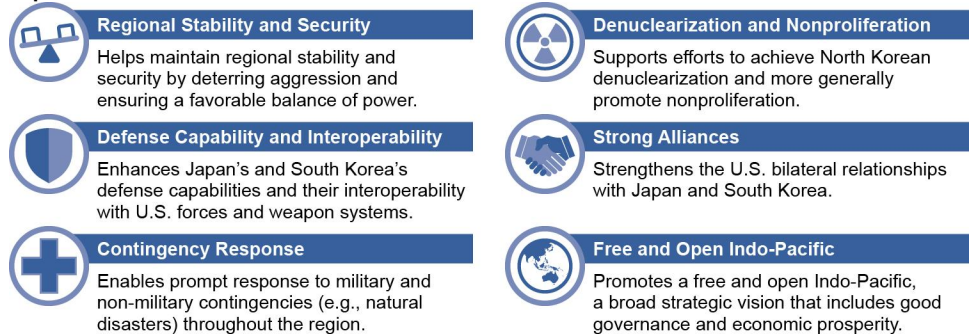 Regional Stability and Security
Helps maintain regional stability and
security by deterring aggression and
ensuring a favorable balance of power.
Defense Capability and Interoperability
Enhances Japan's and South Korea's
defense capabilities and their interoperability
with U.S. forces and weapon systems.
Contingency Response
Enables prompt response to military and
non-military contingencies (e.g., natural
disasters) throughout the region.
Denuclearization and Nonproliferation
Supports efforts to achieve North Korean
denuclearization and more generally
promote nonproliferation.
Strong Alliances
Strengthens the U.S. bilateral relationships
with Japan and South Korea.
Free and Open Indo-Pacific
Promotes a free and open Indo-Pacific,
a broad strategic vision that includes good
governance and economic prosperity.